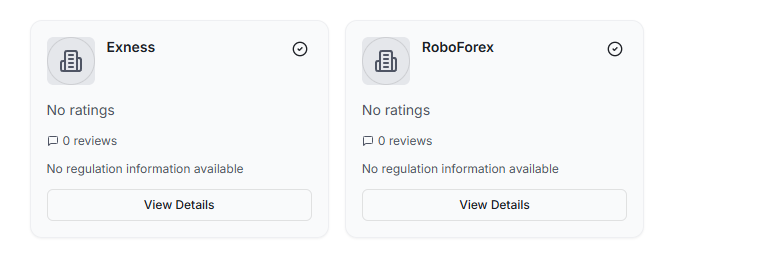 Exness
No ratings
0 reviews
No regulation information available
View Details
RoboForex
No ratings
0 reviews
No regulation information available
View Details